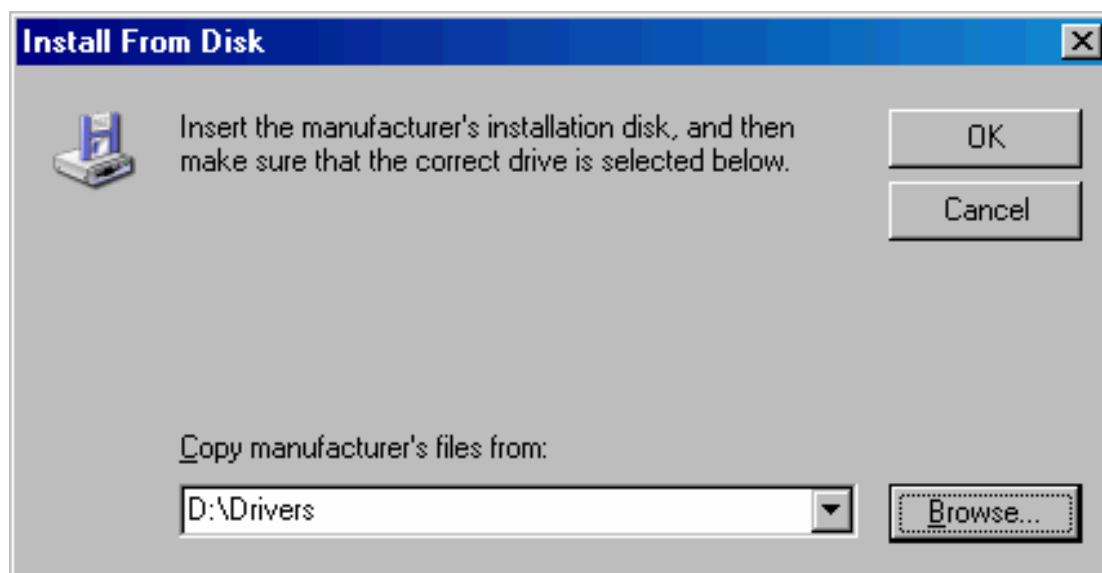 Install From Disk
Insert the manufacturer's installation disk, and then
make sure that the correct drive is selected below.
OK
Cancel
Copy manufacturer's files from:
D:\Drivers
Browse...